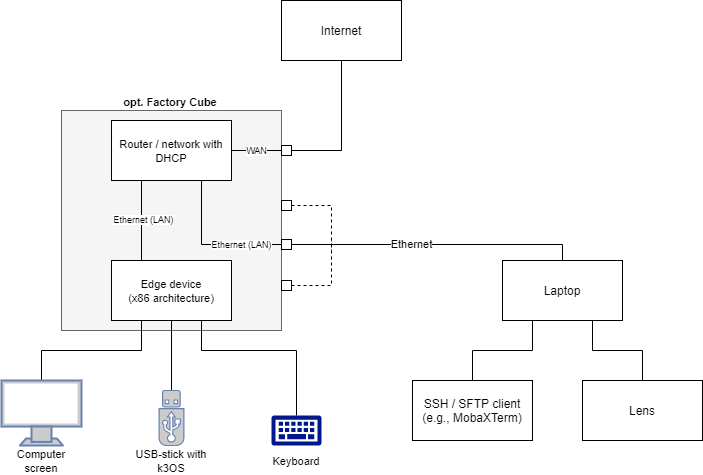 Internet
opt. Factory Cube
Router / network with
DHCP
WAN
Ethernet (LAN)
Ethernet (LAN)
Ethernet
Edge device
(x86 architecture)
Laptop
SSH / SFTP client
(e.g., MobaXTerm)
Lens
Computer
screen
USB-stick with
k3OS
Keyboard